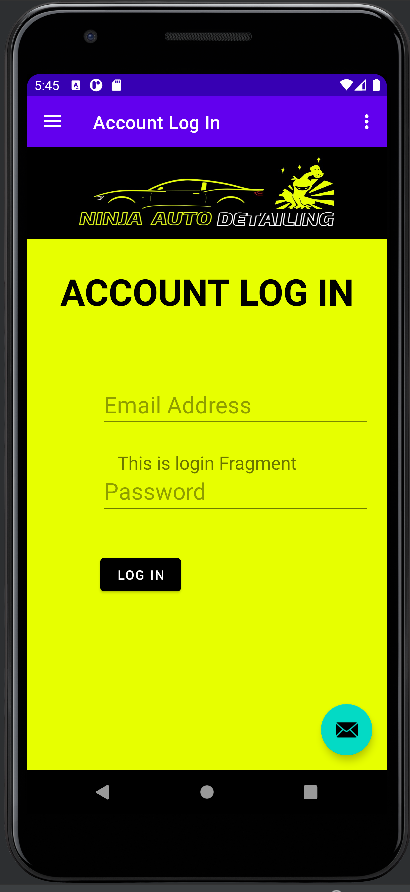 5:45
Account Log In
NINJA AUTO DETAILING
ACCOUNT LOG IN
Email Address
This is login Fragment
Password
LOG IN